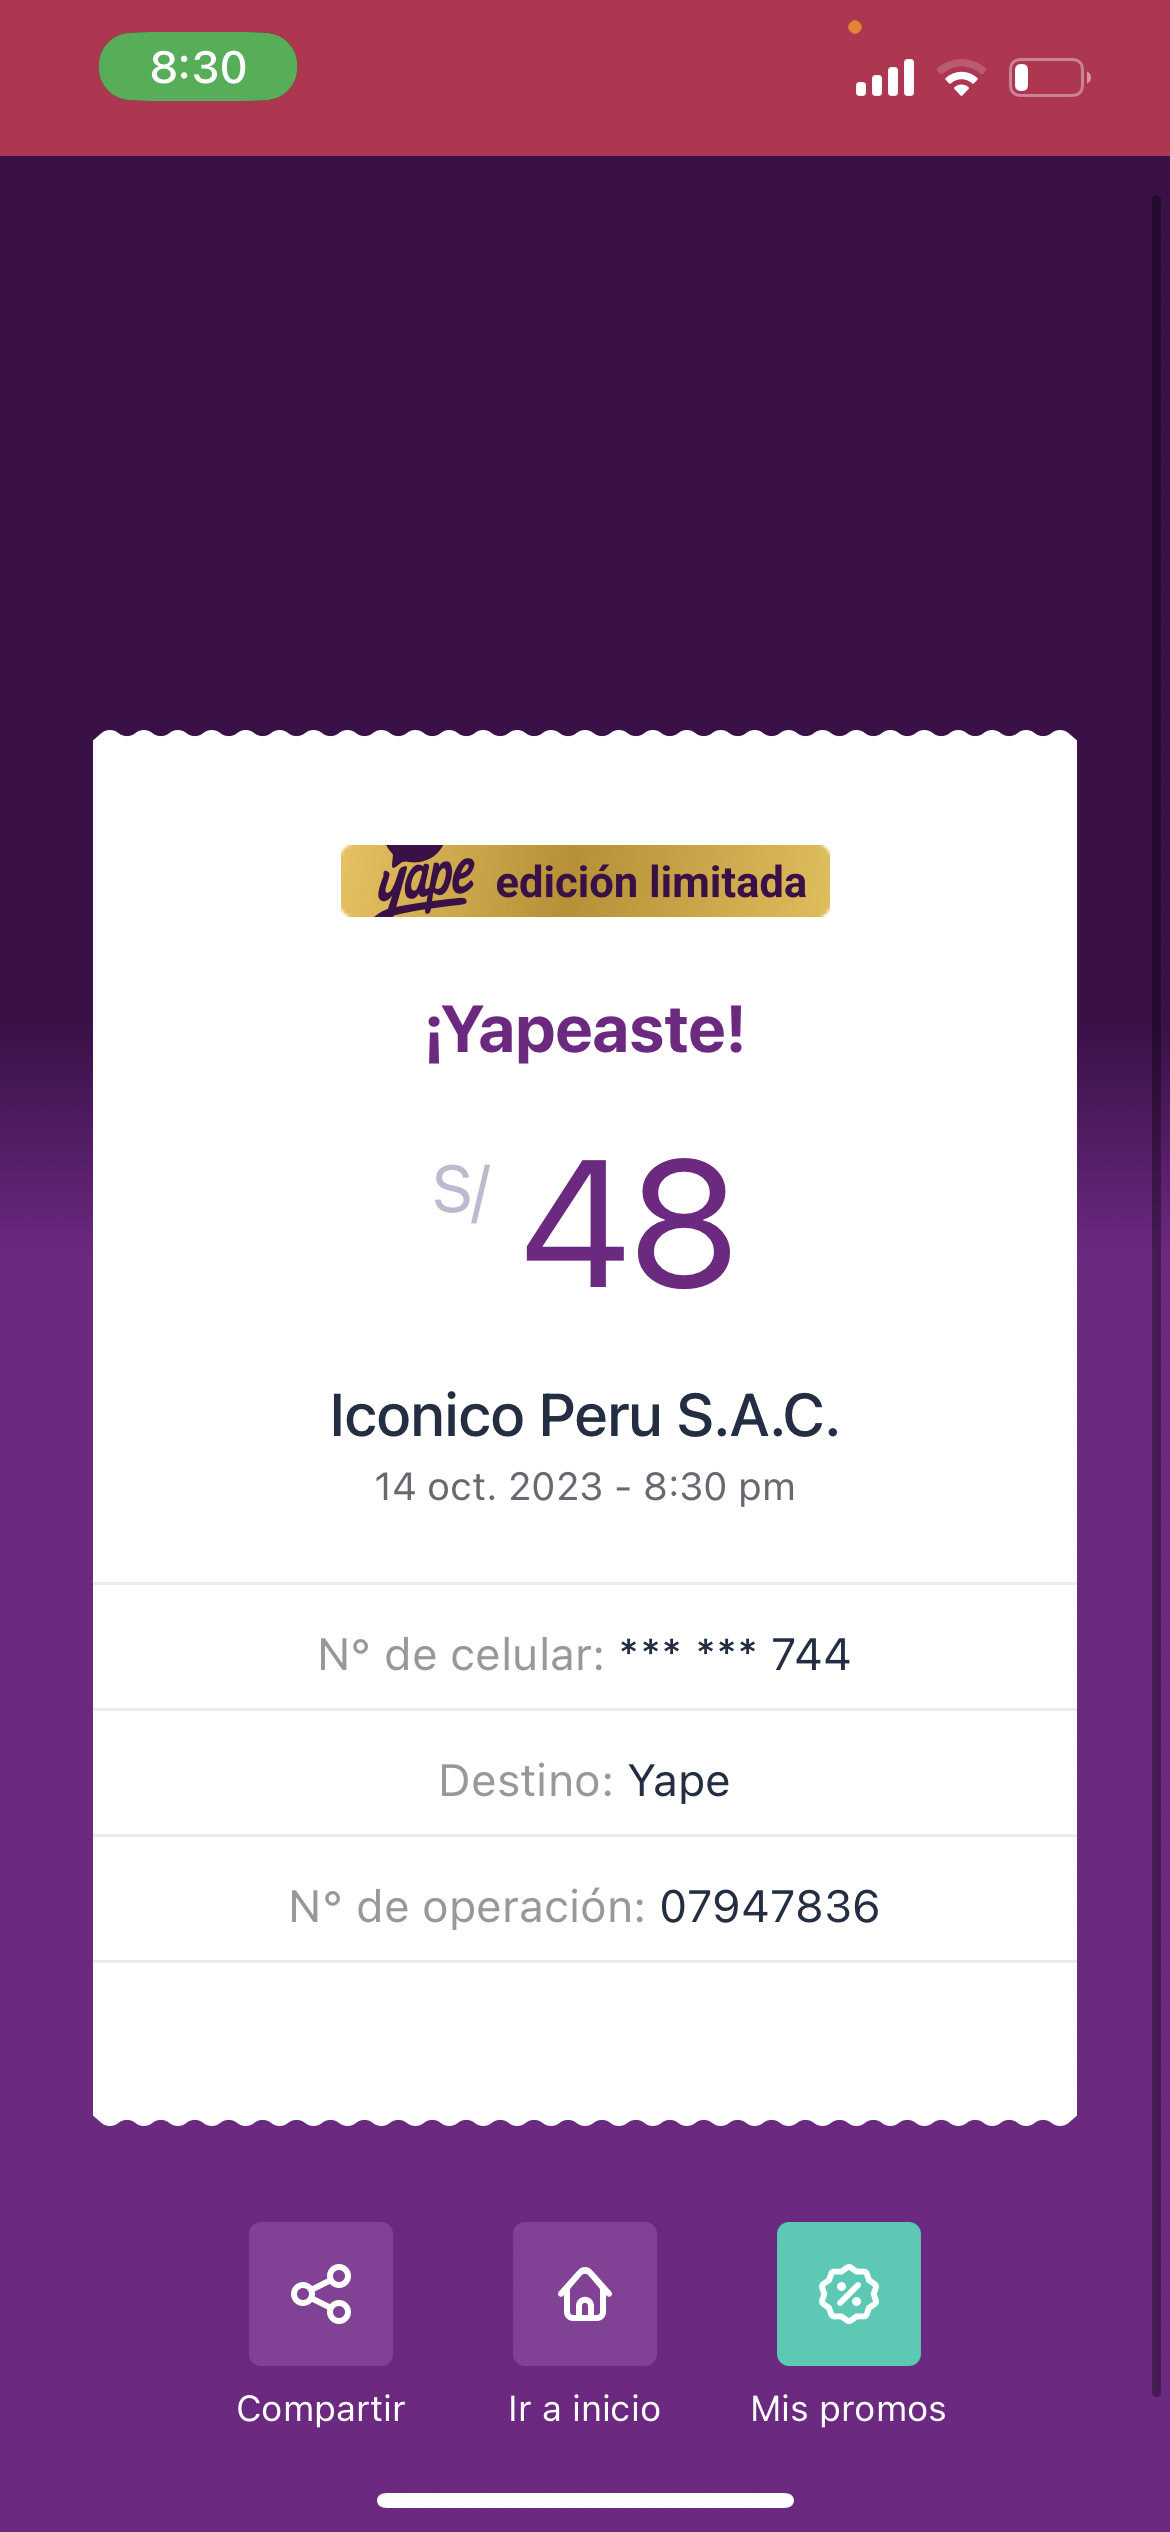 8:30
yape edición limitada
¡Yapeaste!
S/ 48
Iconico Peru S.A.C.
14 oct. 2023 - 8:30 pm
N° de celular: *** *** 744
Destino: Yape
N° de operación: 07947836
Compartir Ir a inicio Mis promos